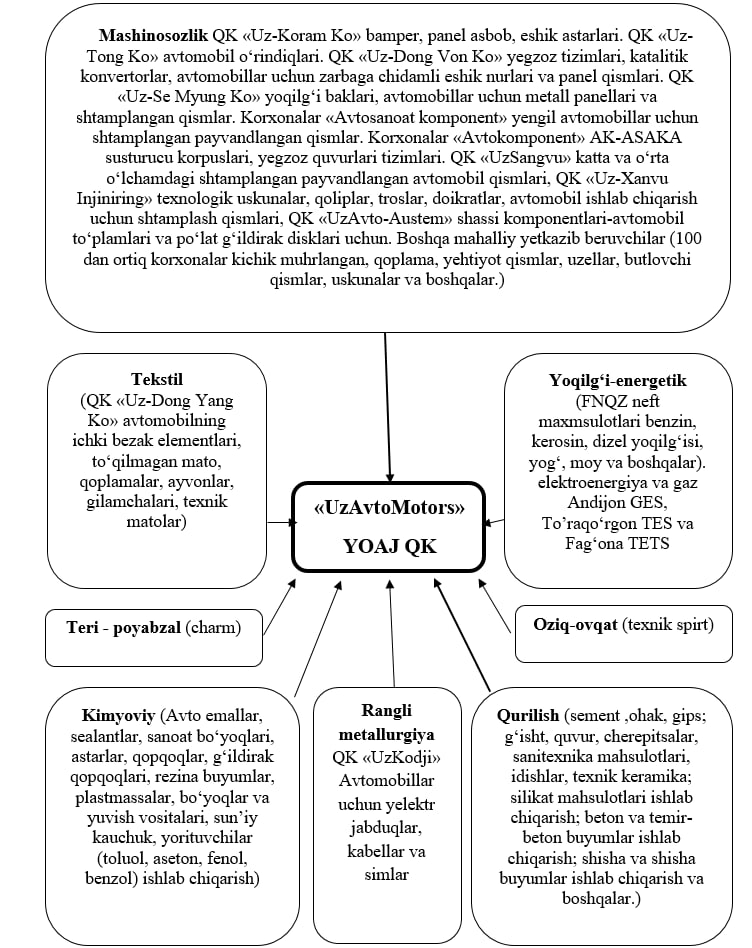 Mashinosozlik QK «Uz-Koram Ko» bamper, panel asbob, eshik astarlari. QK «Uz-
Tong Ko» avtomobil o‘rindiqlari. QK «Uz-Dong Von Ko» yegzoz tizimlari, katalitik
konvertorlar, avtomobillar uchun zarbaga chidamli eshik nurlari va panel qismlari. QK
«Uz-Se Myung Ko» yoqilg‘i baklari, avtomobillar uchun metall panellari va
shtamplangan qismlar. Korxonalar «Avtosanoat komponent» yengil avtomobillar uchun
shtamplangan payvandlangan qismlar. Korxonalar «Avtokomponent» AK-ASAKA
susturucu korpuslari, yegzoz quvurlari tizimlari. QK «UzSangvu» katta va o‘rta
o‘lchamdagi shtamplangan payvandlangan avtomobil qismlari, QK «Uz-Xanvu
Injiniring» texnologik uskunalar, qoliplar, troslar, doikratlar, avtomobil ishlab chiqarish
uchun shtamplash qismlari, QK «UzAvto-Austem» shassi komponentlari-avtomobil
to‘plamlari va po‘lat g‘ildirak disklari uchun. Boshqa mahalliy yetkazib beruvchilar (100
dan ortiq korxonalar kichik muhrlangan, qoplama, yehtiyot qismlar, uzellar, butlovchi
qismlar, uskunalar va boshqalar.)
Tekstil
(QK «Uz-Dong Yang
Ko» avtomobilning
ichki bezak elementlari,
to‘qilmagan mato,
qoplamalar, ayvonlar,
gilamchalari, texnik
matolar)
Yoqilg‘i-energetik
(FNQZ neft
maxmsulotlari benzin,
kerosin, dizel yoqilg‘isi,
yog‘, moy va boshqalar).
elektroenergiya va gaz
Andijon GES,
To’raqo‘rgon TES va
Fag‘ona TETS
«UzAvtoMotors»
YOAJ QK
Teri - poyabzal (charm)
Oziq-ovqat (texnik spirt)
Kimyoviy (Avto emallar,
sealantlar, sanoat bo‘yoqlari,
astarlar, qopqoqlar, g‘ildirak
qopqoqlari, rezina buyumlar,
plastmassalar, bo‘yoqlar va
yuvish vositalari, sun’iy
kauchuk, yorituvchilar
(toluol, aseton, fenol,
benzol) ishlab chiqarish)
Rangli
metallurgiya
QK «UzKodji»
Avtomobillar
uchun yelektr
jabduqlar,
kabellar va
simlar
Qurilish (sement ,ohak, gips;
g‘isht, quvur, cherepitsalar,
sanitexnika mahsulotlari,
idishlar, texnik keramika;
silikat mahsulotlari ishlab
chiqarish; beton va temir-
beton buyumlar ishlab
chiqarish; shisha va shisha
buyumlar ishlab chiqarish va
boshqalar.)